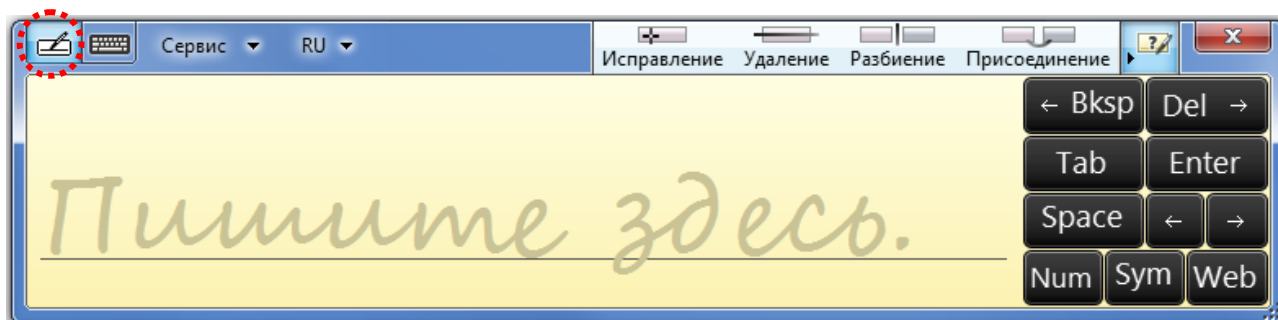 Сервис RU
Исправление Удаление Разбиение Присоединение ?
← Bksp Del →
Tab Enter
Пишите здесь.
Space ← →
Num Sym Web